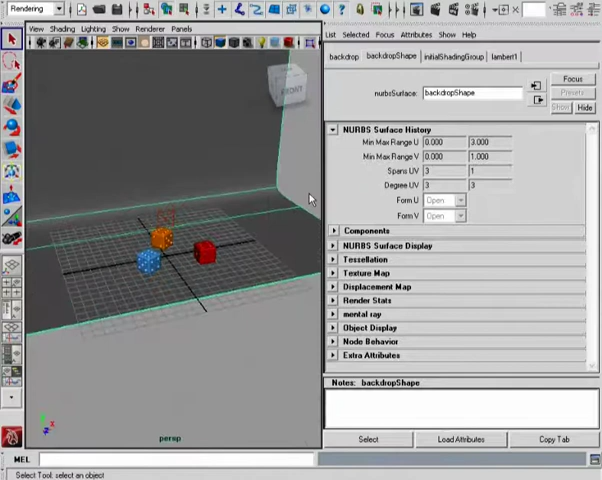 Rendering
View Shading Lighting Show Renderer Panels
FRONT
persp
List Selected Focus Attributes Show Help
backdrop backdropShape initialShadingGroup lambert1
nurbsSurface: backdropShape
Focus
Presets
Show Hide
NURBS Surface History
Min Max Range U 0.000 3.000
Min Max Range V 0.000 1.000
Spans UV 3 1
Degree UV 3 3
Form U Open
Form V Open
Components
NURBS Surface Display
Tessellation
Texture Map
Displacement Map
Render Stats
mental ray
Object Display
Node Behavior
Extra Attributes
Notes: backdropShape
Select Load Attributes Copy Tab
MEL
Select Tool: select an object